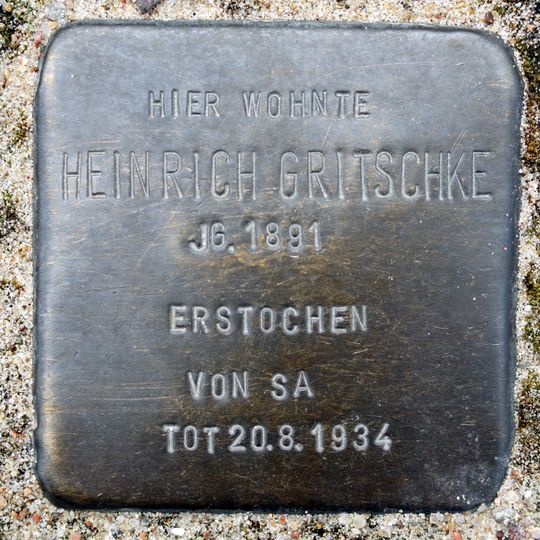 HIER WOHNTE
HEINRICH GRITSCHKE
JG. 1891
ERSTOCHEN
VON SA
TOT 20.8.1934